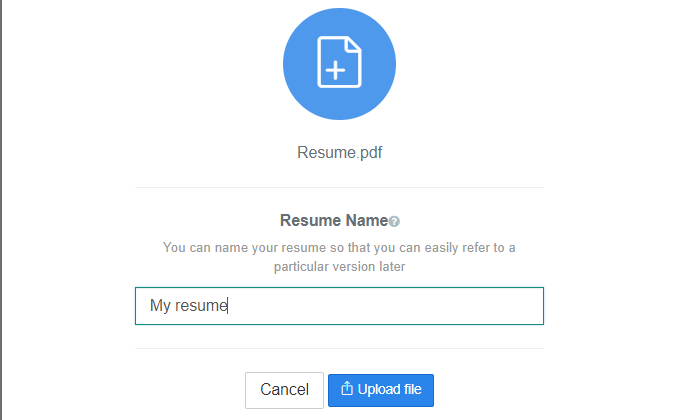 Resume.pdf
Resume Name
You can name your resume so that you can easily refer to a
particular version later
My resume
Cancel
Upload file